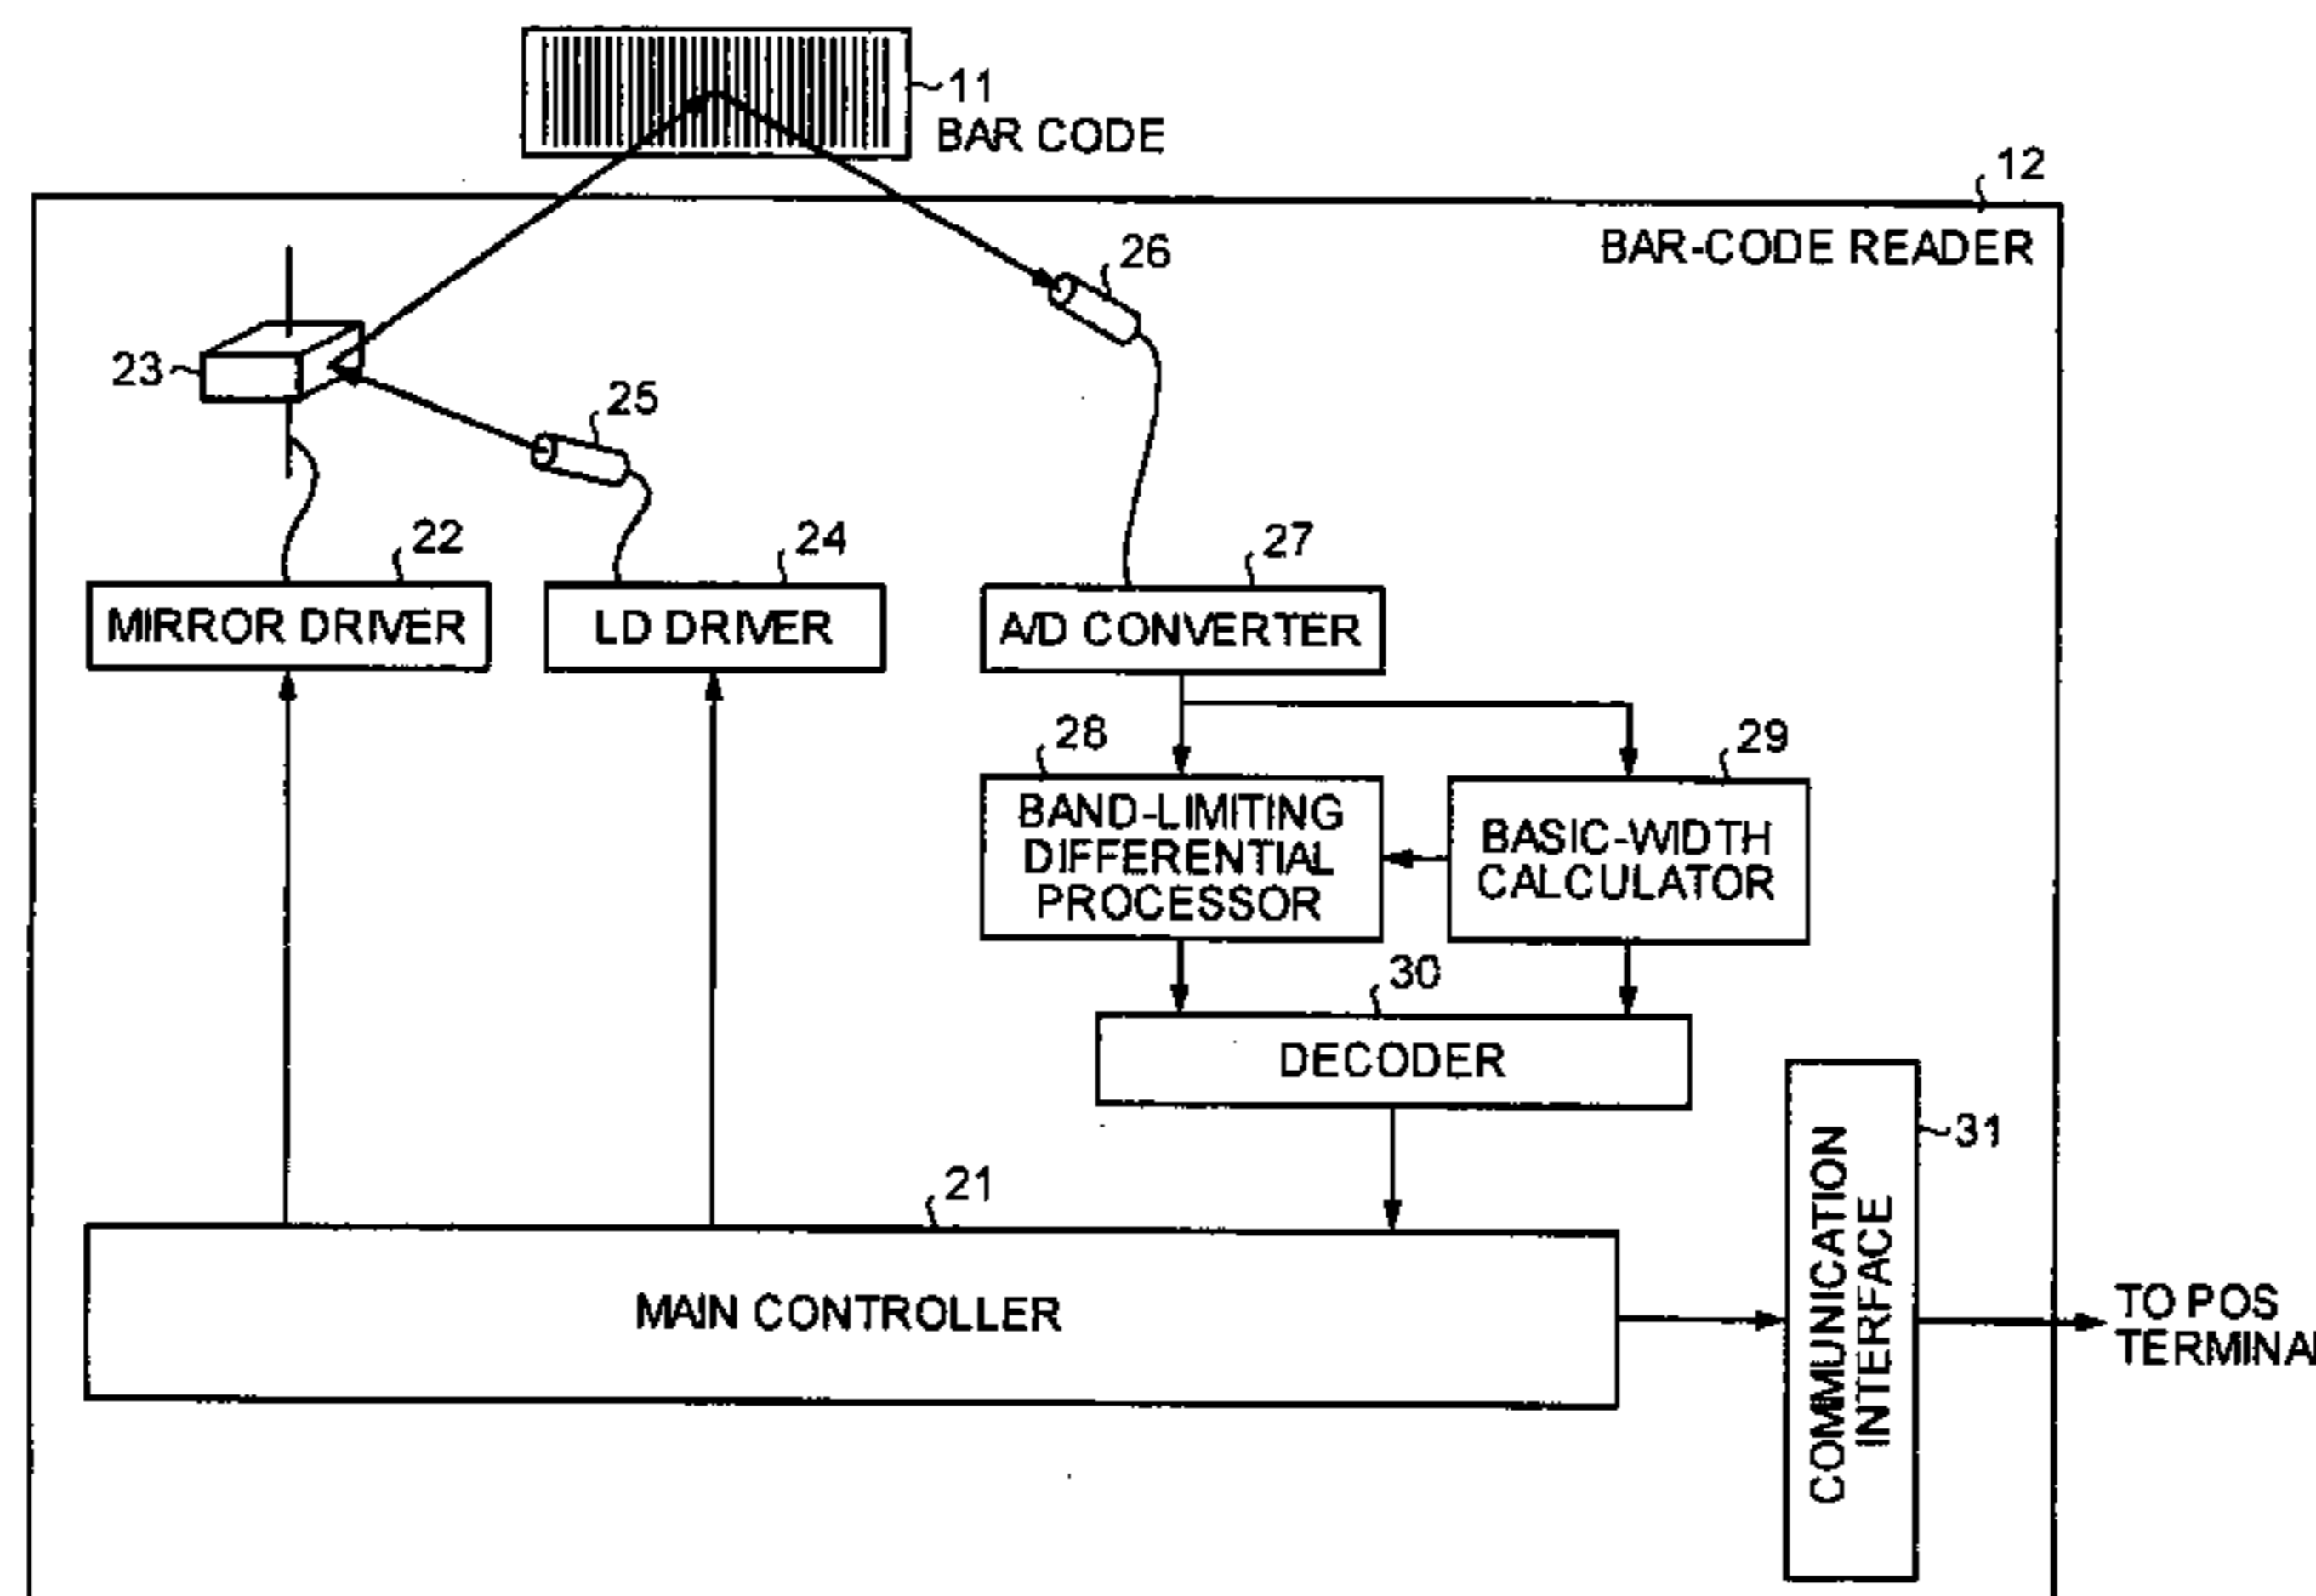 11
BAR CODE
12
BAR-CODE READER
26
23
25
22
24
27
MIRROR DRIVER
LD DRIVER
A/D CONVERTER
28
29
BAND-LIMITING
DIFFERENTIAL
PROCESSOR
BASIC-WIDTH
CALCULATOR
30
DECODER
31
COMMUNICATION
INTERFACE
21
MAIN CONTROLLER
TO POS
TERMINAL